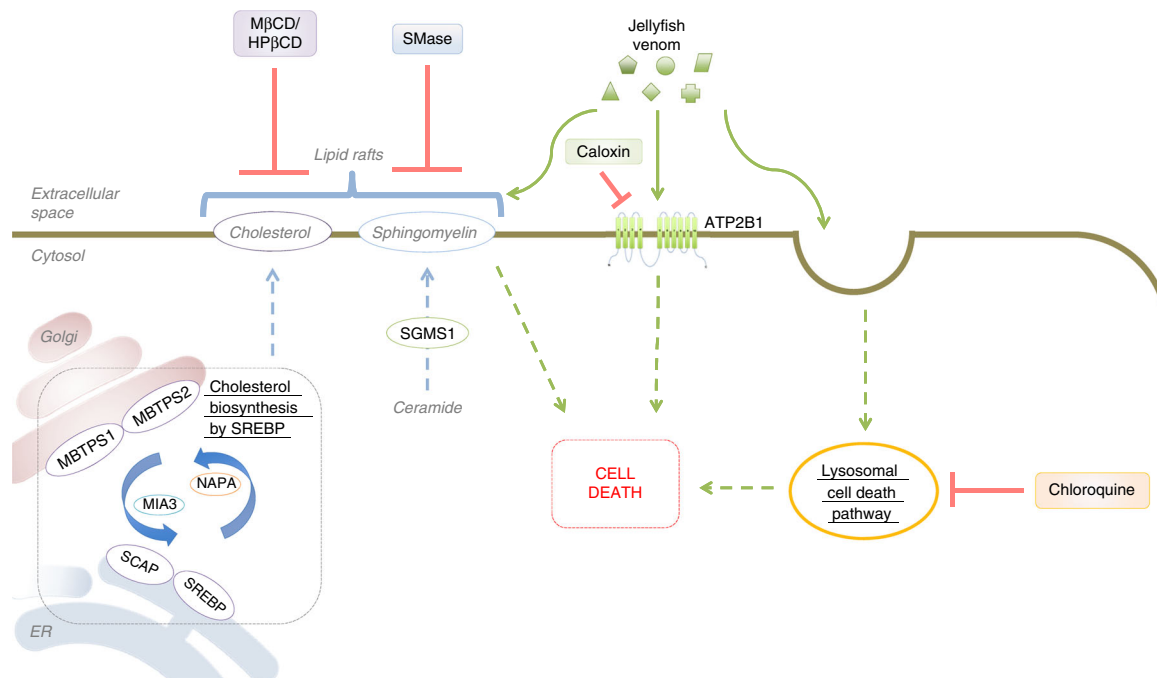 MβCD/
HPβCD
SMase
Jellyfish
venom
Lipid rafts
Caloxin
Extracellular
space
Cholesterol
Sphingomyelin
ATP2B1
Cytosol
Golgi
SGMS1
Ceramide
MBTPS2
MBTPS1
Cholesterol
biosynthesis
by SREBP
NAPA
MIA3
SCAP
SREBP
ER
CELL
DEATH
Lysosomal
cell death
pathway
Chloroquine